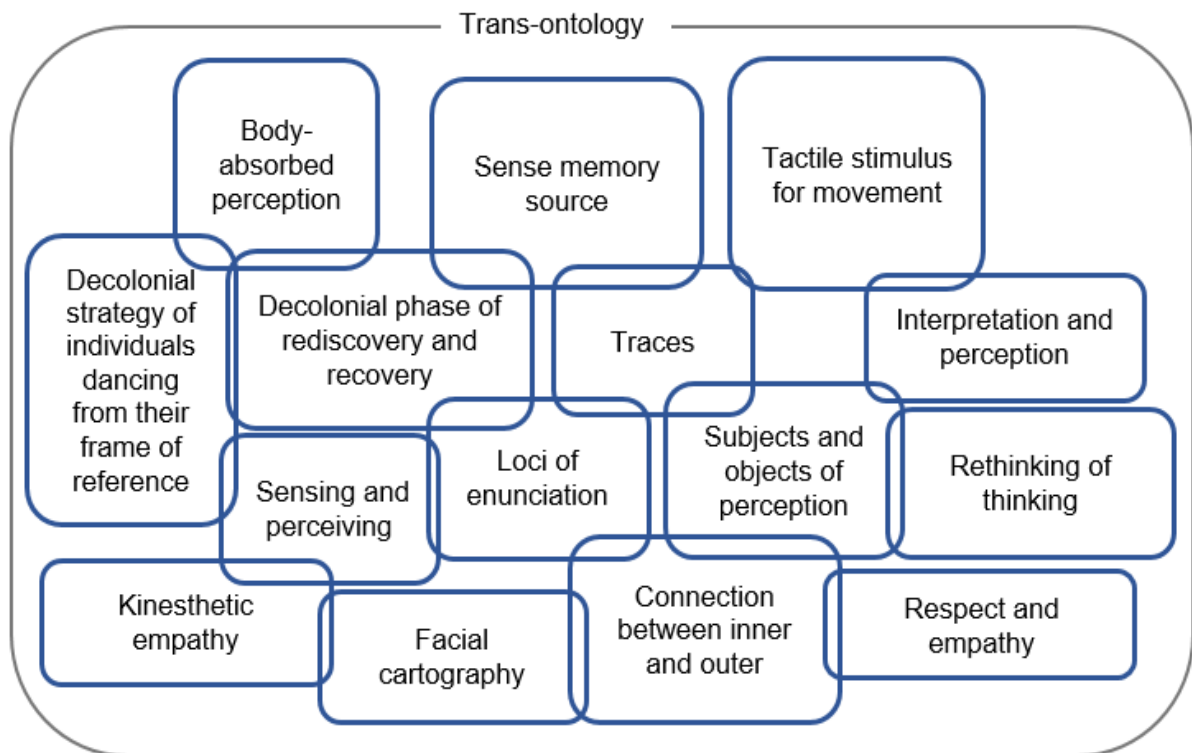 Trans-ontology
Body-
absorbed
perception
Sense memory
source
Tactile stimulus
for movement
Decolonial
strategy of
individuals
dancing
from their
frame of
reference
Decolonial phase of
rediscovery and
recovery
Traces
Interpretation and
perception
Sensing and
perceiving
Loci of
enunciation
Subjects and
objects of
perception
Rethinking of
thinking
Kinesthetic
empathy
Facial
cartography
Connection
between inner
and outer
Respect and
empathy